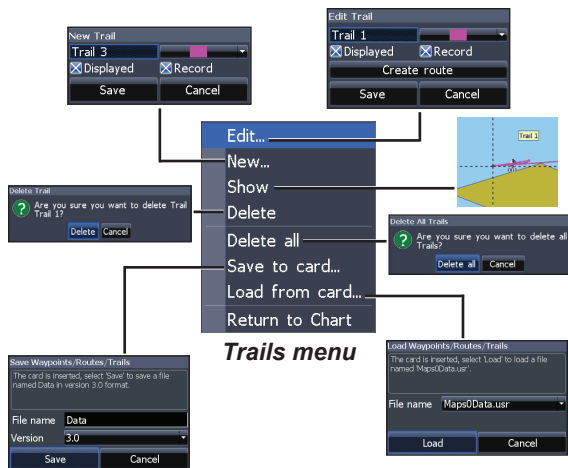 New Trail
Trail 3
Displayed Record
Save Cancel
Edit Trail
Trail 1
Displayed Record
Create route
Save Cancel
Edit...
New...
Show
Delete
Delete all
Save to card...
Load from card...
Return to Chart
Trails menu
Trail 1
001
Delete Trail
Are you sure you want to delete Trail
Trail 1?
Delete Cancel
Delete All Trails
Are you sure you want to delete all
Trails?
Delete all Cancel
Save Waypoints/Routes/Trails
The card is inserted, select 'Save' to save a file
named Data in version 3.0 format.
File name Data
Version 3.0
Save Cancel
Load Waypoints/Routes/Trails
The card is inserted, select 'Load' to load a file
named 'Maps0Data.usr'.
File name Maps0Data.usr
Load Cancel